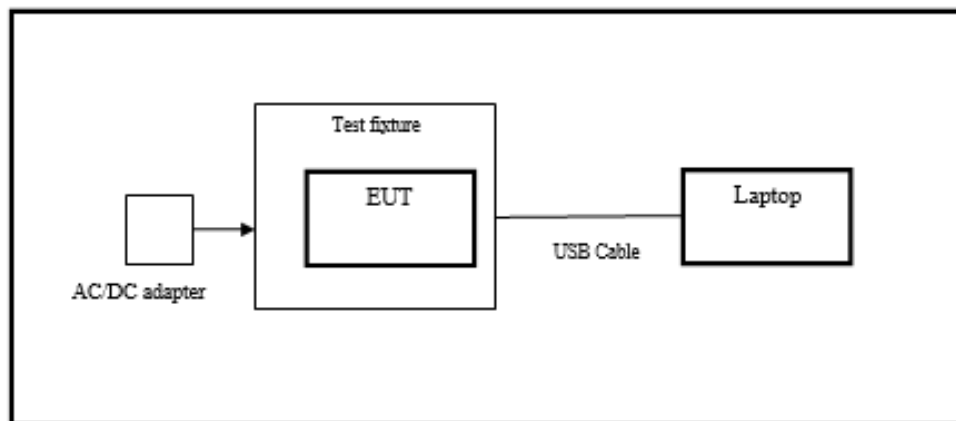 Test fixture
EUT
Laptop
USB Cable
AC/DC adapter